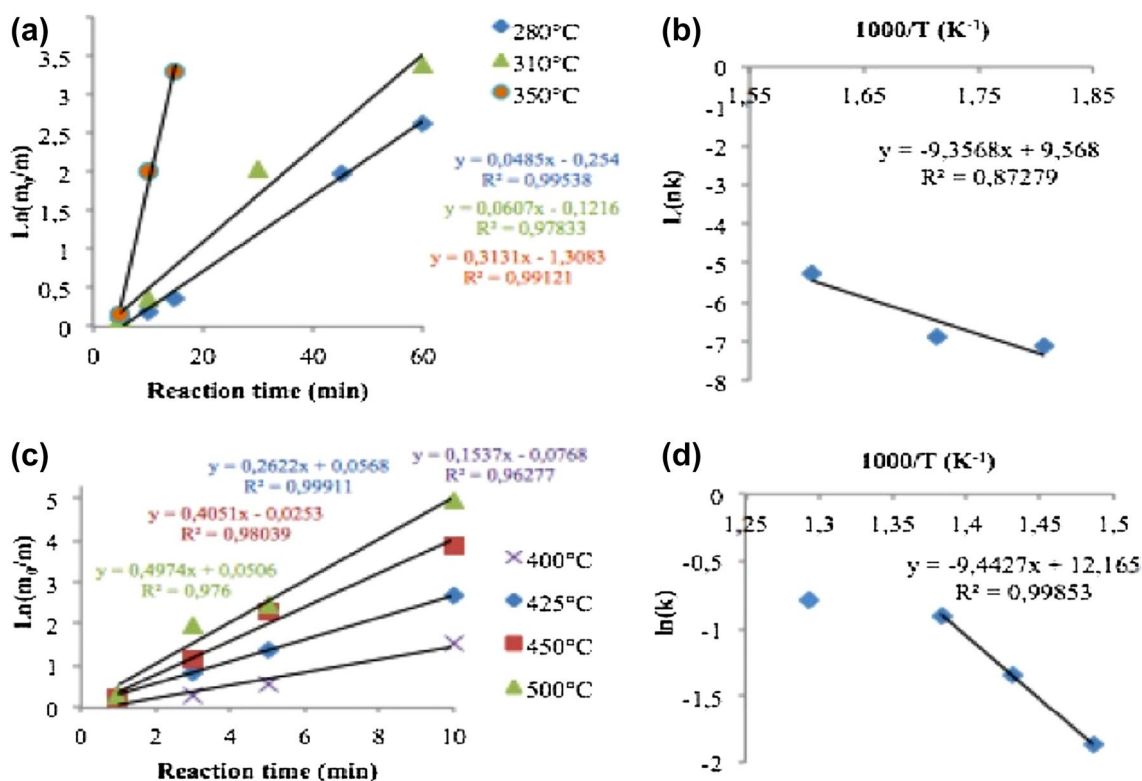 (a)
280°C
310°C
350°C
3.5
3
2.5
2
1.5
1
0,5
0
Ln(m₀/m)
y = 0,0485x - 0,254
R² = 0,99538
y = 0,0607x - 0,1216
R² = 0,97833
y = 0,3131x - 1,3083
R² = 0,99121
0
20
40
60
Reaction time (min)
(b)
1000/T (K⁻¹)
0
-1
-2
-3
-4
-5
-6
-7
-8
1,55
1,65
1,75
1,85
L(nk)
y = -9,3568x + 9,568
R² = 0,87279
(c)
y = 0,2622x + 0,0568
R² = 0,99911
y = 0,1537x - 0,0768
R² = 0,96277
y = 0,4051x - 0,0253
R² = 0,98039
y = 0,4974x + 0,0506
R² = 0,976
5
4
3
2
1
0
Ln(m₀/m)
400°C
425°C
450°C
500°C
0
2
4
6
8
10
Reaction time (min)
(d)
1000/T (K⁻¹)
0
-0,5
-1
-1,5
-2
1,25
1,3
1,35
1,4
1,45
1,5
ln(k)
y = -9,4427x + 12,165
R² = 0,99853